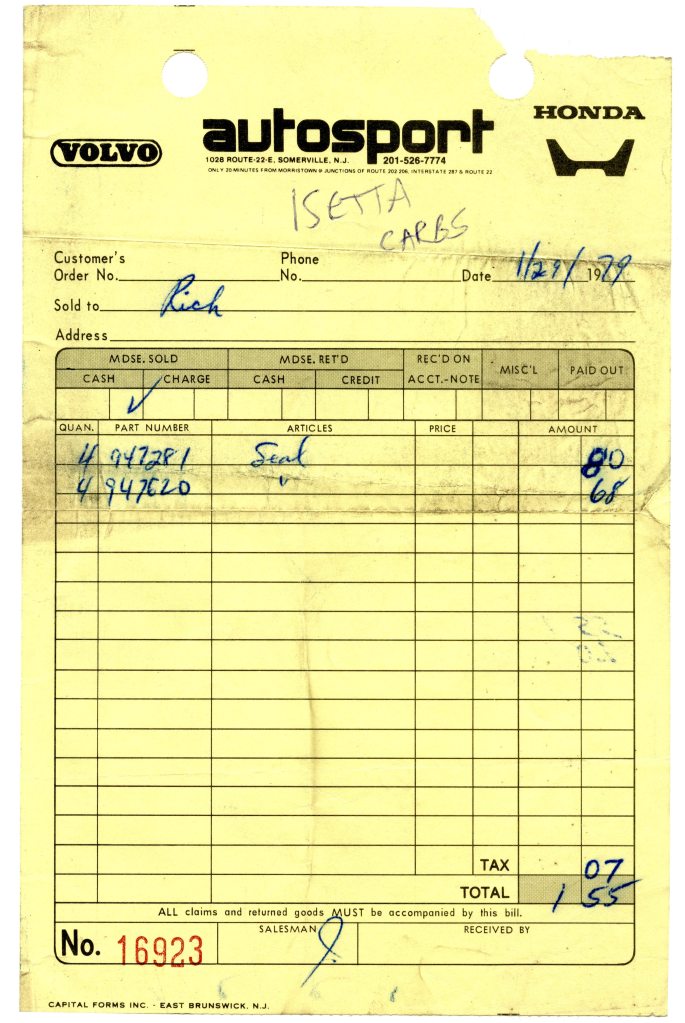 VOLVO
autosport
HONDA
1028 ROUTE-22-E, SOMERVILLE, N.J. 201-526-7774
ONLY 20 MINUTES FROM MORRISTOWN @ JUNCTIONS OF ROUTE 202 206, INTERSTATE 287 & ROUTE 22
ISETTA
CARBS
Customer's
Order No. Phone No. Date 1/29/ 1979
Sold to Rich
Address
MDSE. SOLD MDSE. RET'D REC'D ON ACCT.-NOTE MISC'L PAID OUT
CASH CHARGE CASH CREDIT
✓
QUAN. PART NUMBER ARTICLES PRICE AMOUNT
4 947281 Seal 80
4 947620 " 68
TAX 07
TOTAL 1 55
ALL claims and returned goods MUST be accompanied by this bill.
No. 16923 SALESMAN RECEIVED BY
CAPITAL FORMS INC. - EAST BRUNSWICK, N.J.